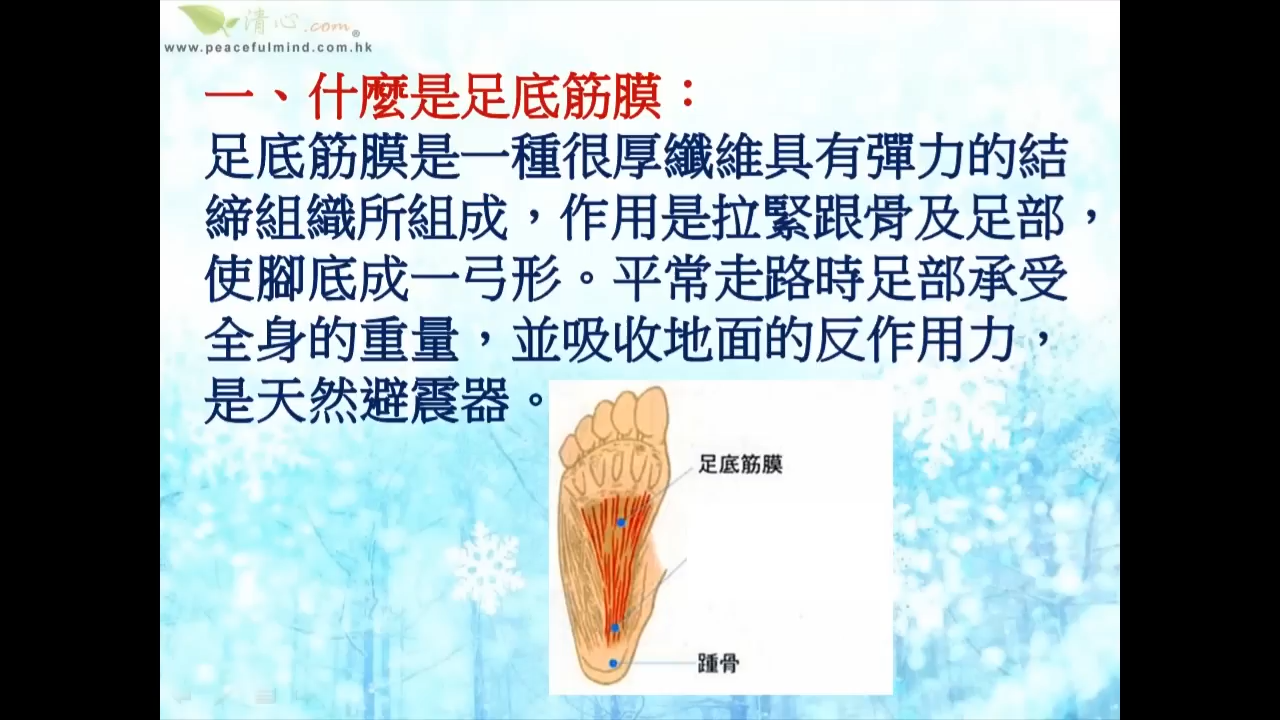 清心.com®
www.peacefulmind.com.hk
一、什麼是足底筋膜：
足底筋膜是一種很厚纖維具有彈力的結
締組織所組成，作用是拉緊跟骨及足部，
使腳底成一弓形。平常走路時足部承受
全身的重量，並吸收地面的反作用力，
是天然避震器。
足底筋膜
踵骨